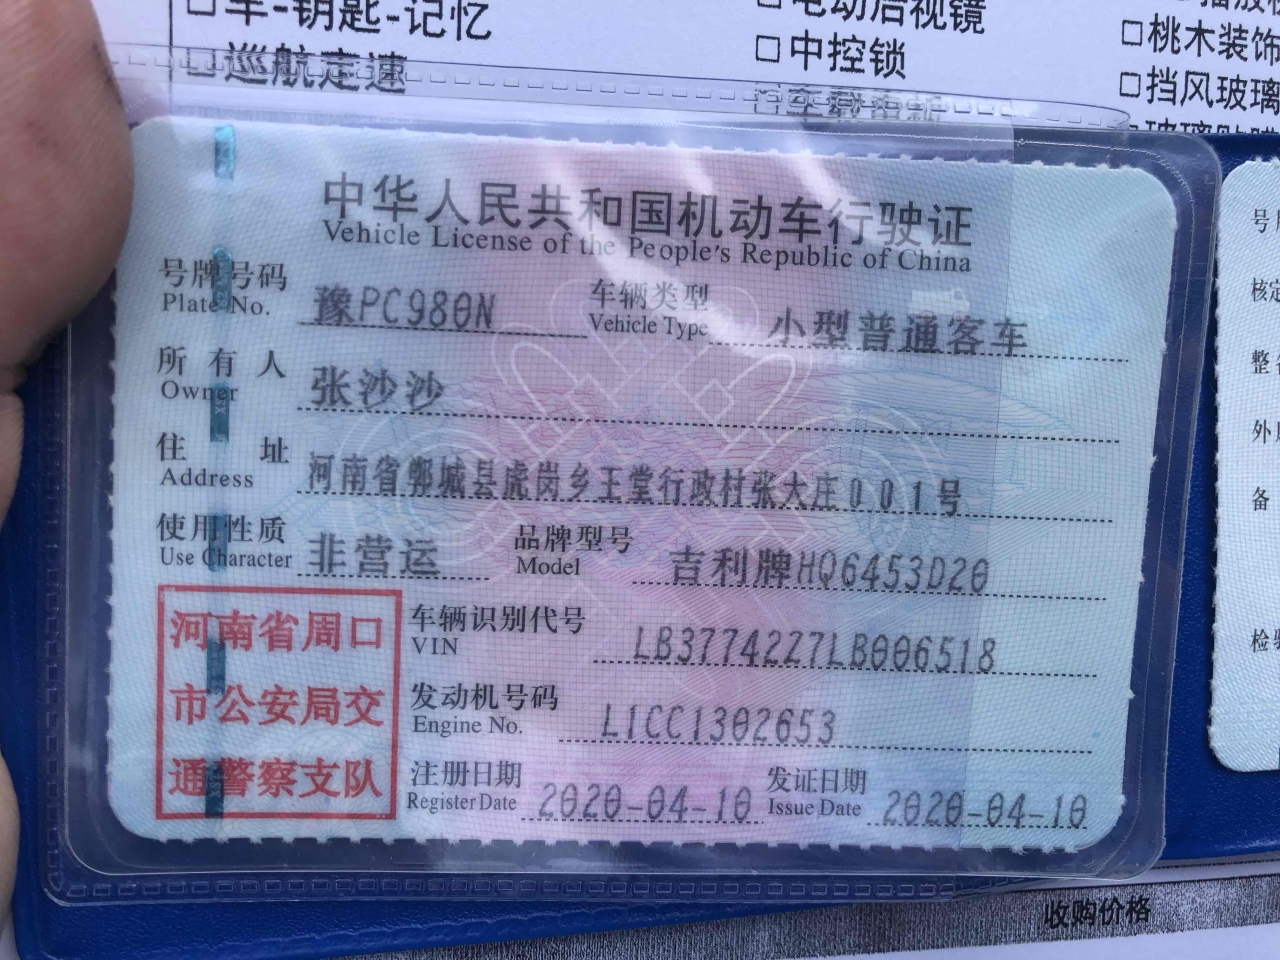 □车-钥匙-记忆
□电动后视镜
□中控锁
□桃木装饰
□巡航定速
□挡风玻璃
中华人民共和国机动车行驶证
Vehicle License of the People's Republic of China
号牌号码 豫PC980N 车辆类型 小型普通客车
Plate No. Vehicle Type
所有人 张沙沙
Owner
住址 河南省郸城县虎岗乡王堂行政村张大庄001号
Address
使用性质 非营运 品牌型号 吉利牌HQ6453D20
Use Character Model
河南省周口
市公安局交
通警察支队
车辆识别代号 LB37742Z7LB006518
VIN
发动机号码 L1CC1302653
Engine No.
注册日期 2020-04-10 发证日期 2020-04-10
Register Date Issue Date
号
核定
整
外
备
检验
收购价格